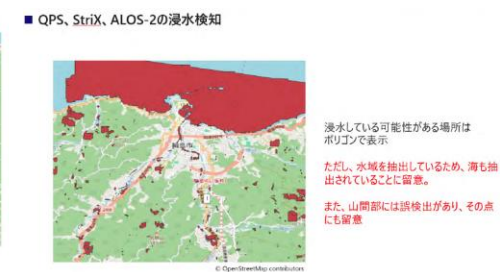 ■ QPS、StriX、ALOS-2の浸水検知
浸水している可能性がある場所は
ポリゴンで表示
ただし、水域を抽出しているため、海も抽
出されていることに留意。
また、山間部には誤検出があり、その点
にも留意
© OpenStreetMap contributors